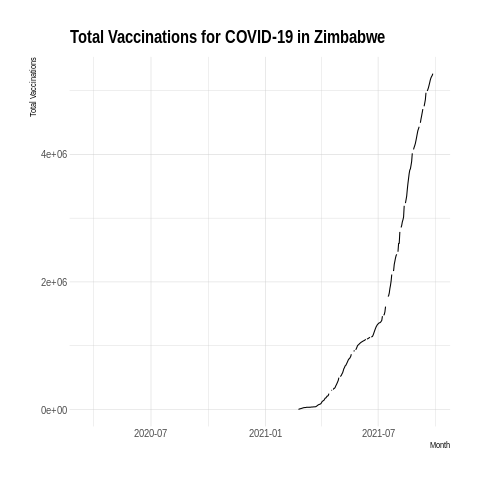 Total Vaccinations for COVID-19 in Zimbabwe
Total Vaccinations
4e+06
2e+06
0e+00
2020-07
2021-01
2021-07
Month